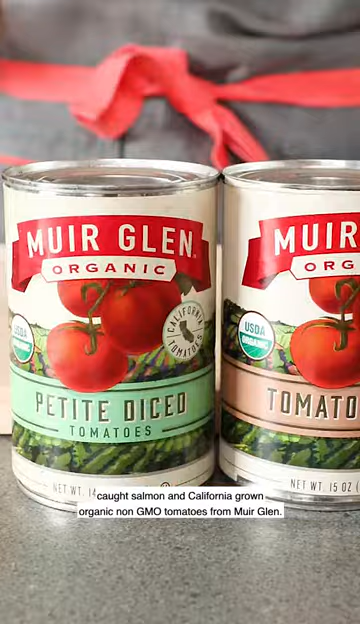 MUIR GLEN
ORGANIC
CALIFORNIA
TOMATOES
USDA
ORGANIC
PETITE DICED
TOMATOES
NET WT. 14
MUIR
ORG
USDA
ORGANIC
TOMATO
NET WT. 15 OZ (
caught salmon and California grown
organic non GMO tomatoes from Muir Glen.